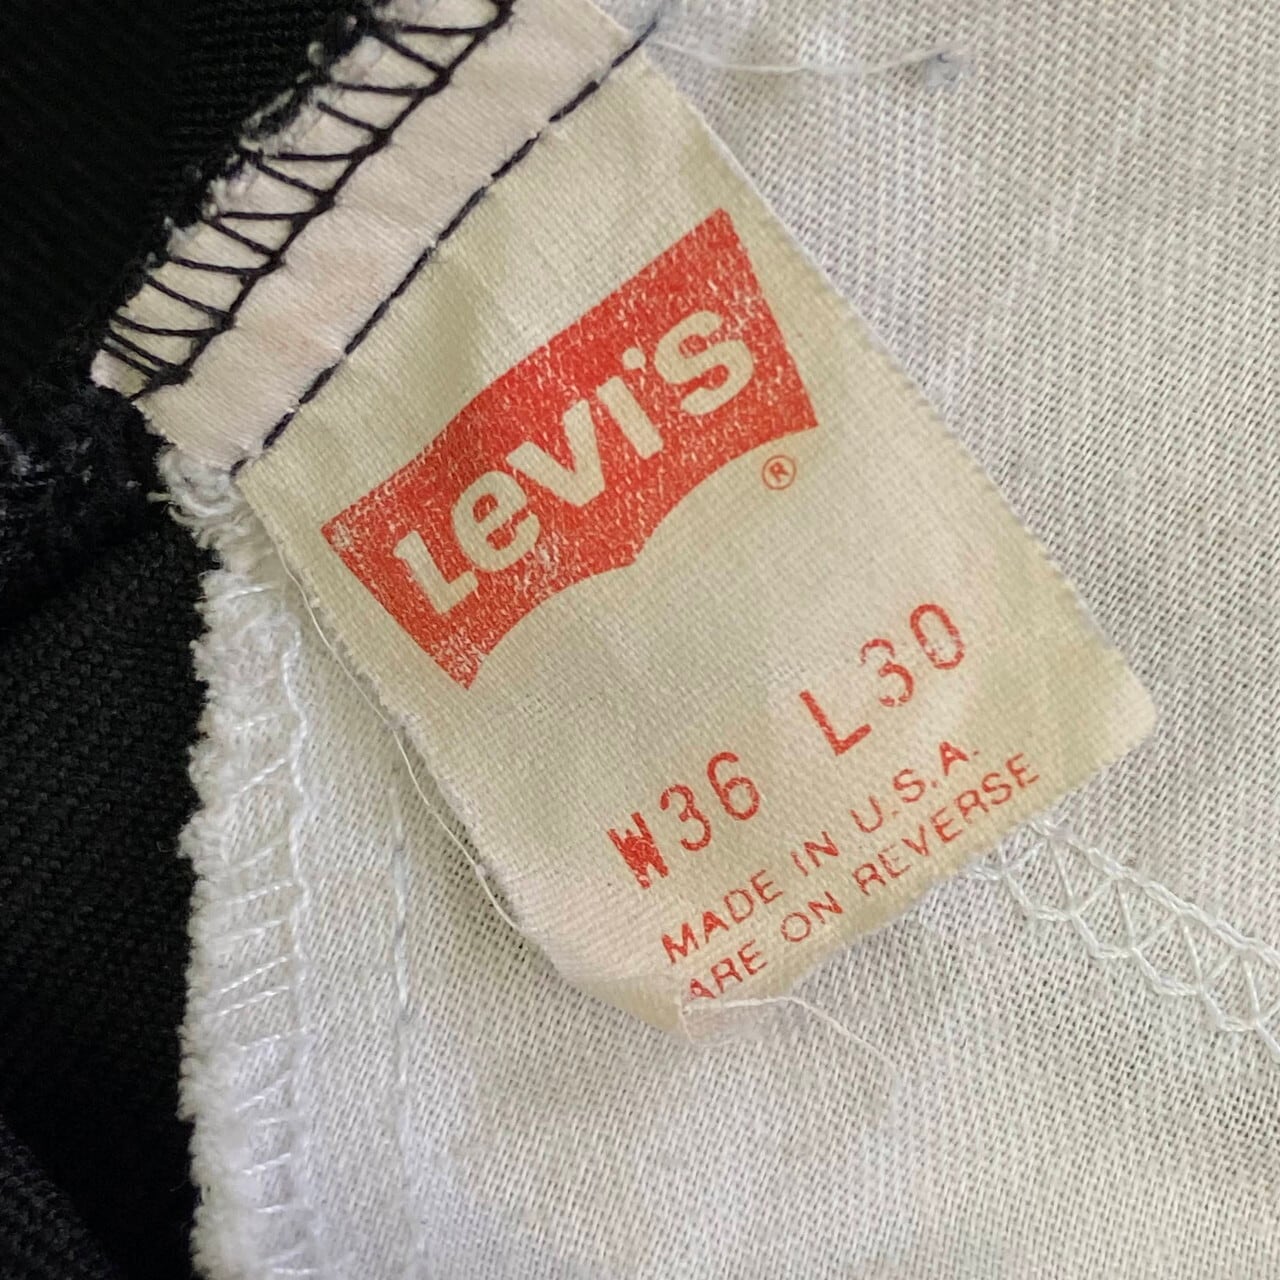 Levi's
®
W36 L30
MADE IN U.S.A.
ARE ON REVERSE